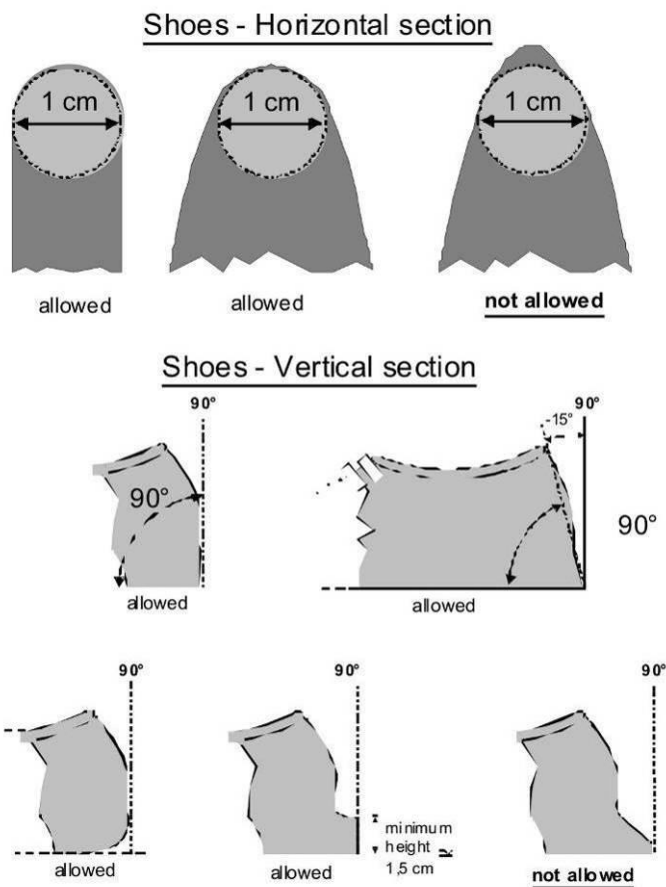 Shoes - Horizontal section
1 cm 1 cm 1 cm
allowed allowed not allowed
Shoes - Vertical section
90° 90°
-15°
90° 90°
allowed allowed
90° 90° 90°
minimum
height
1,5 cm
allowed allowed not allowed